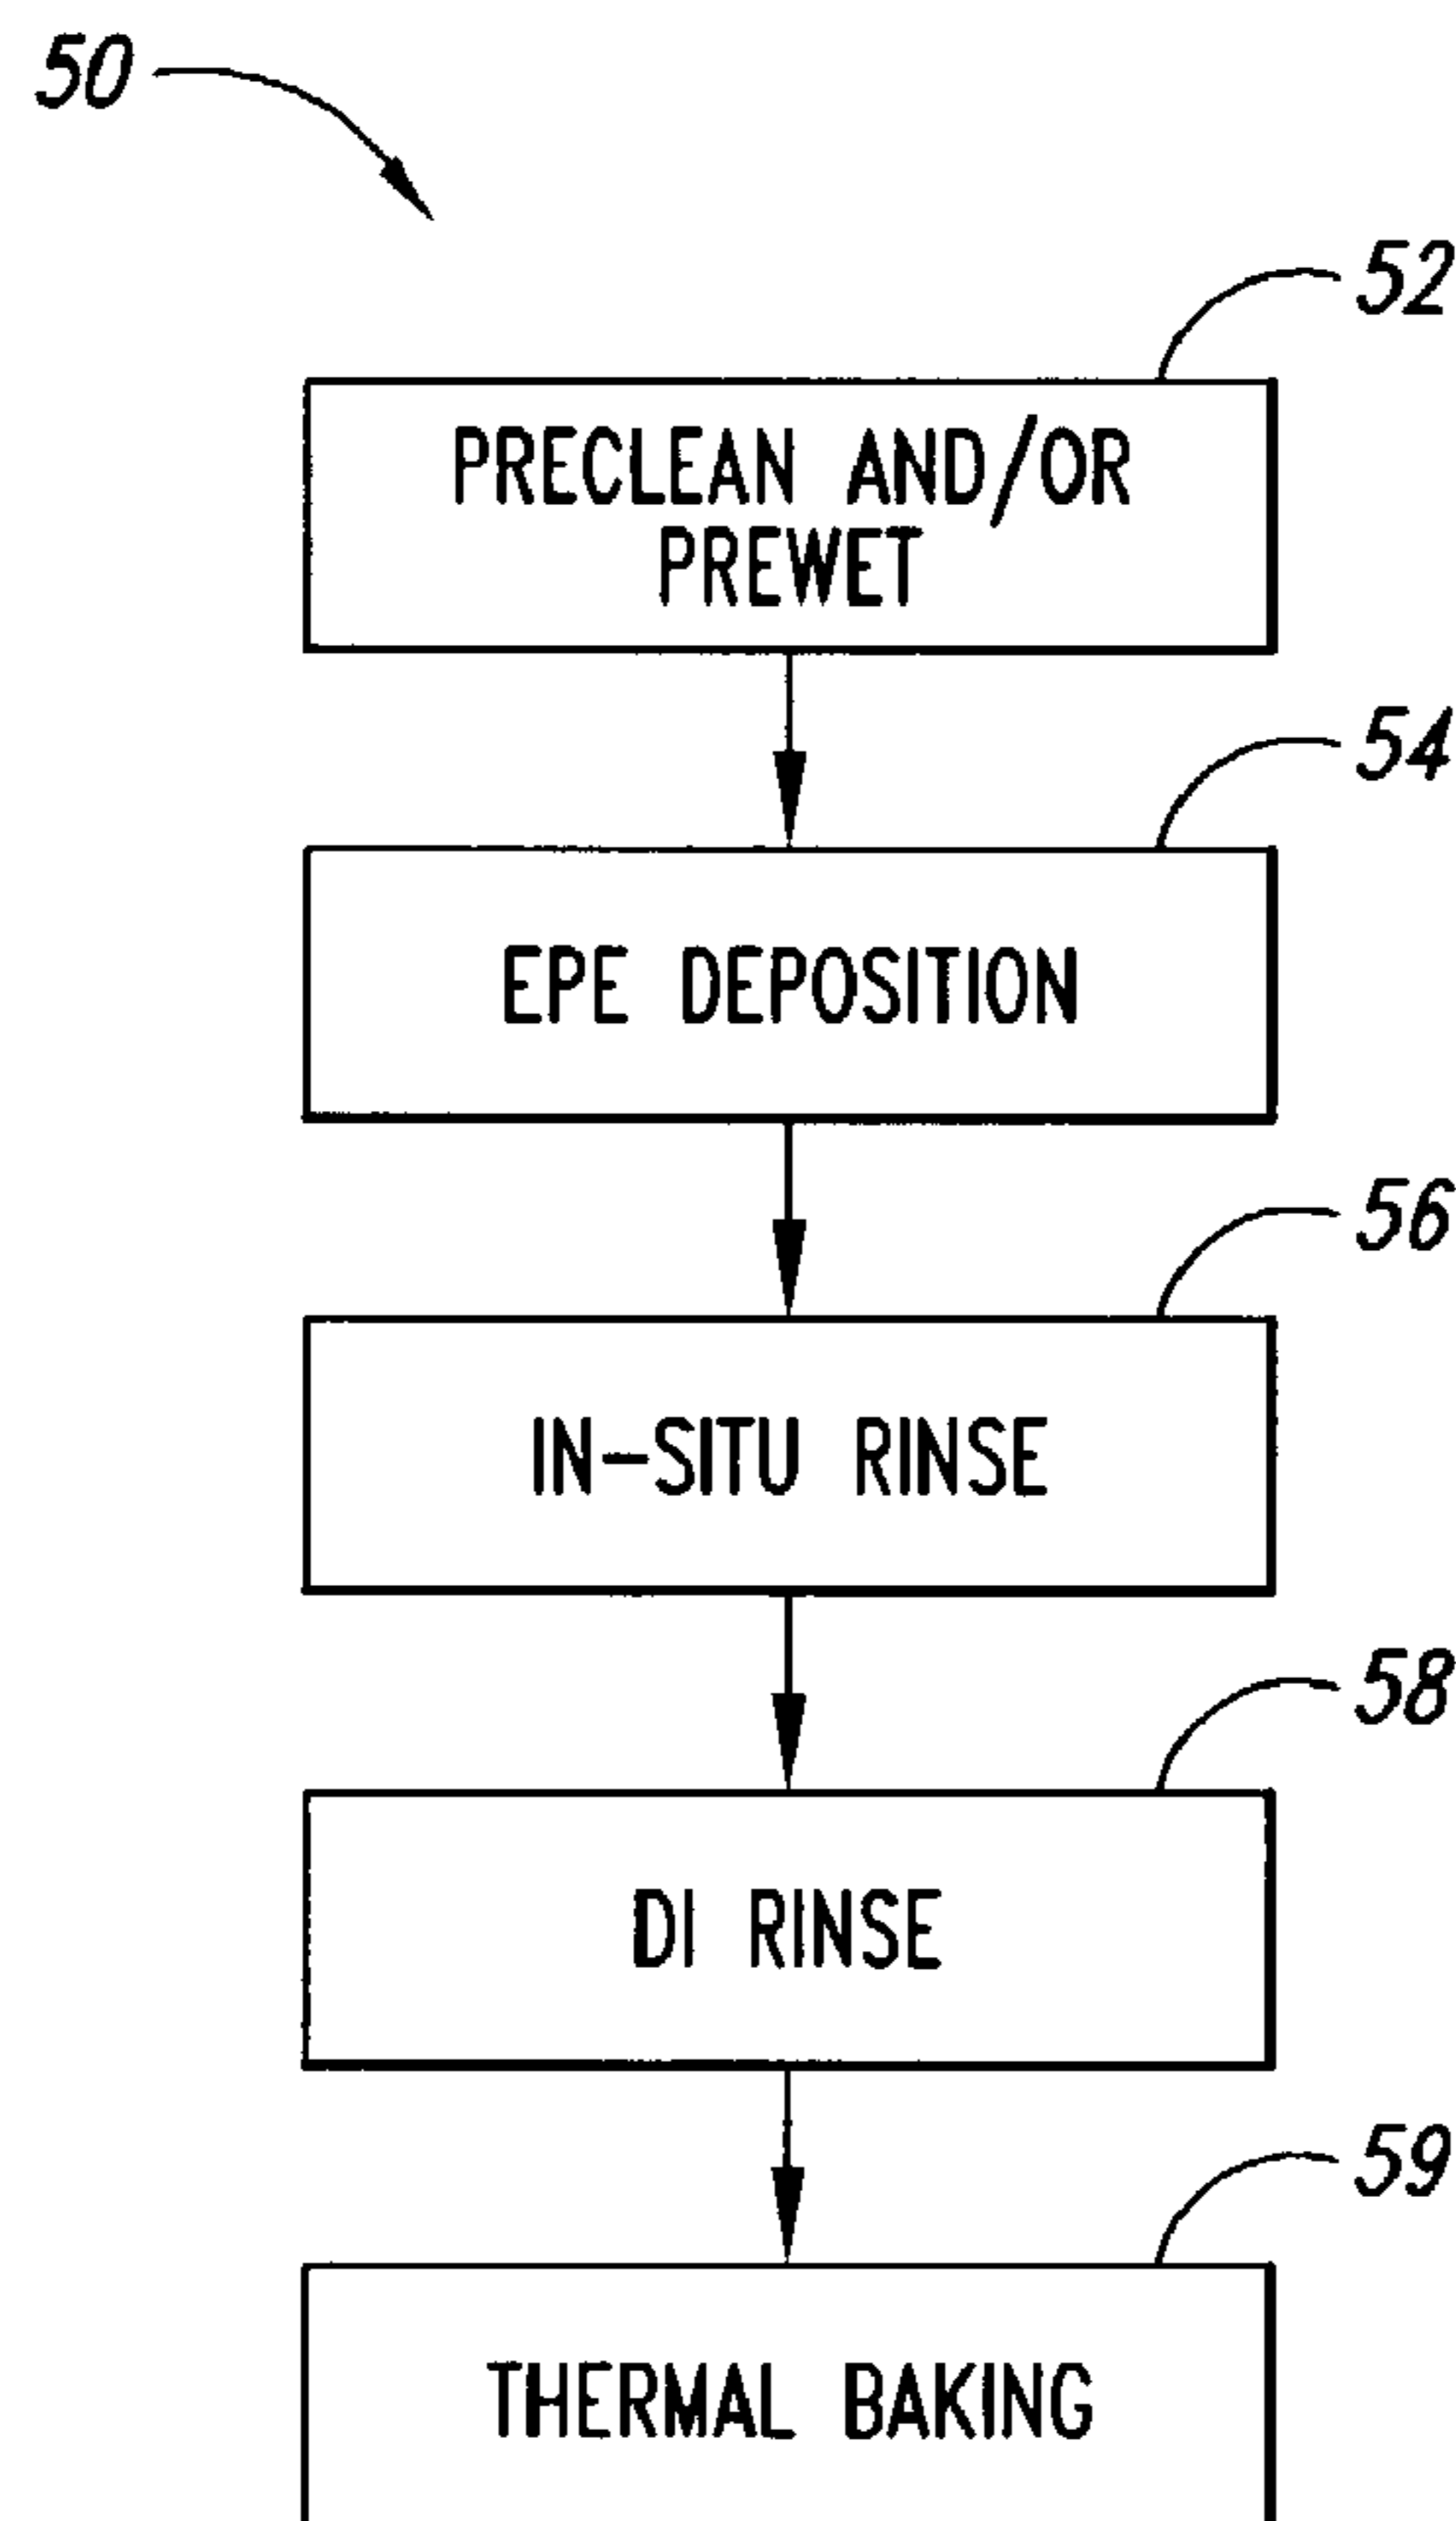 50
52
PRECLEAN AND/OR
PREWET
54
EPE DEPOSITION
56
IN-SITU RINSE
58
DI RINSE
59
THERMAL BAKING